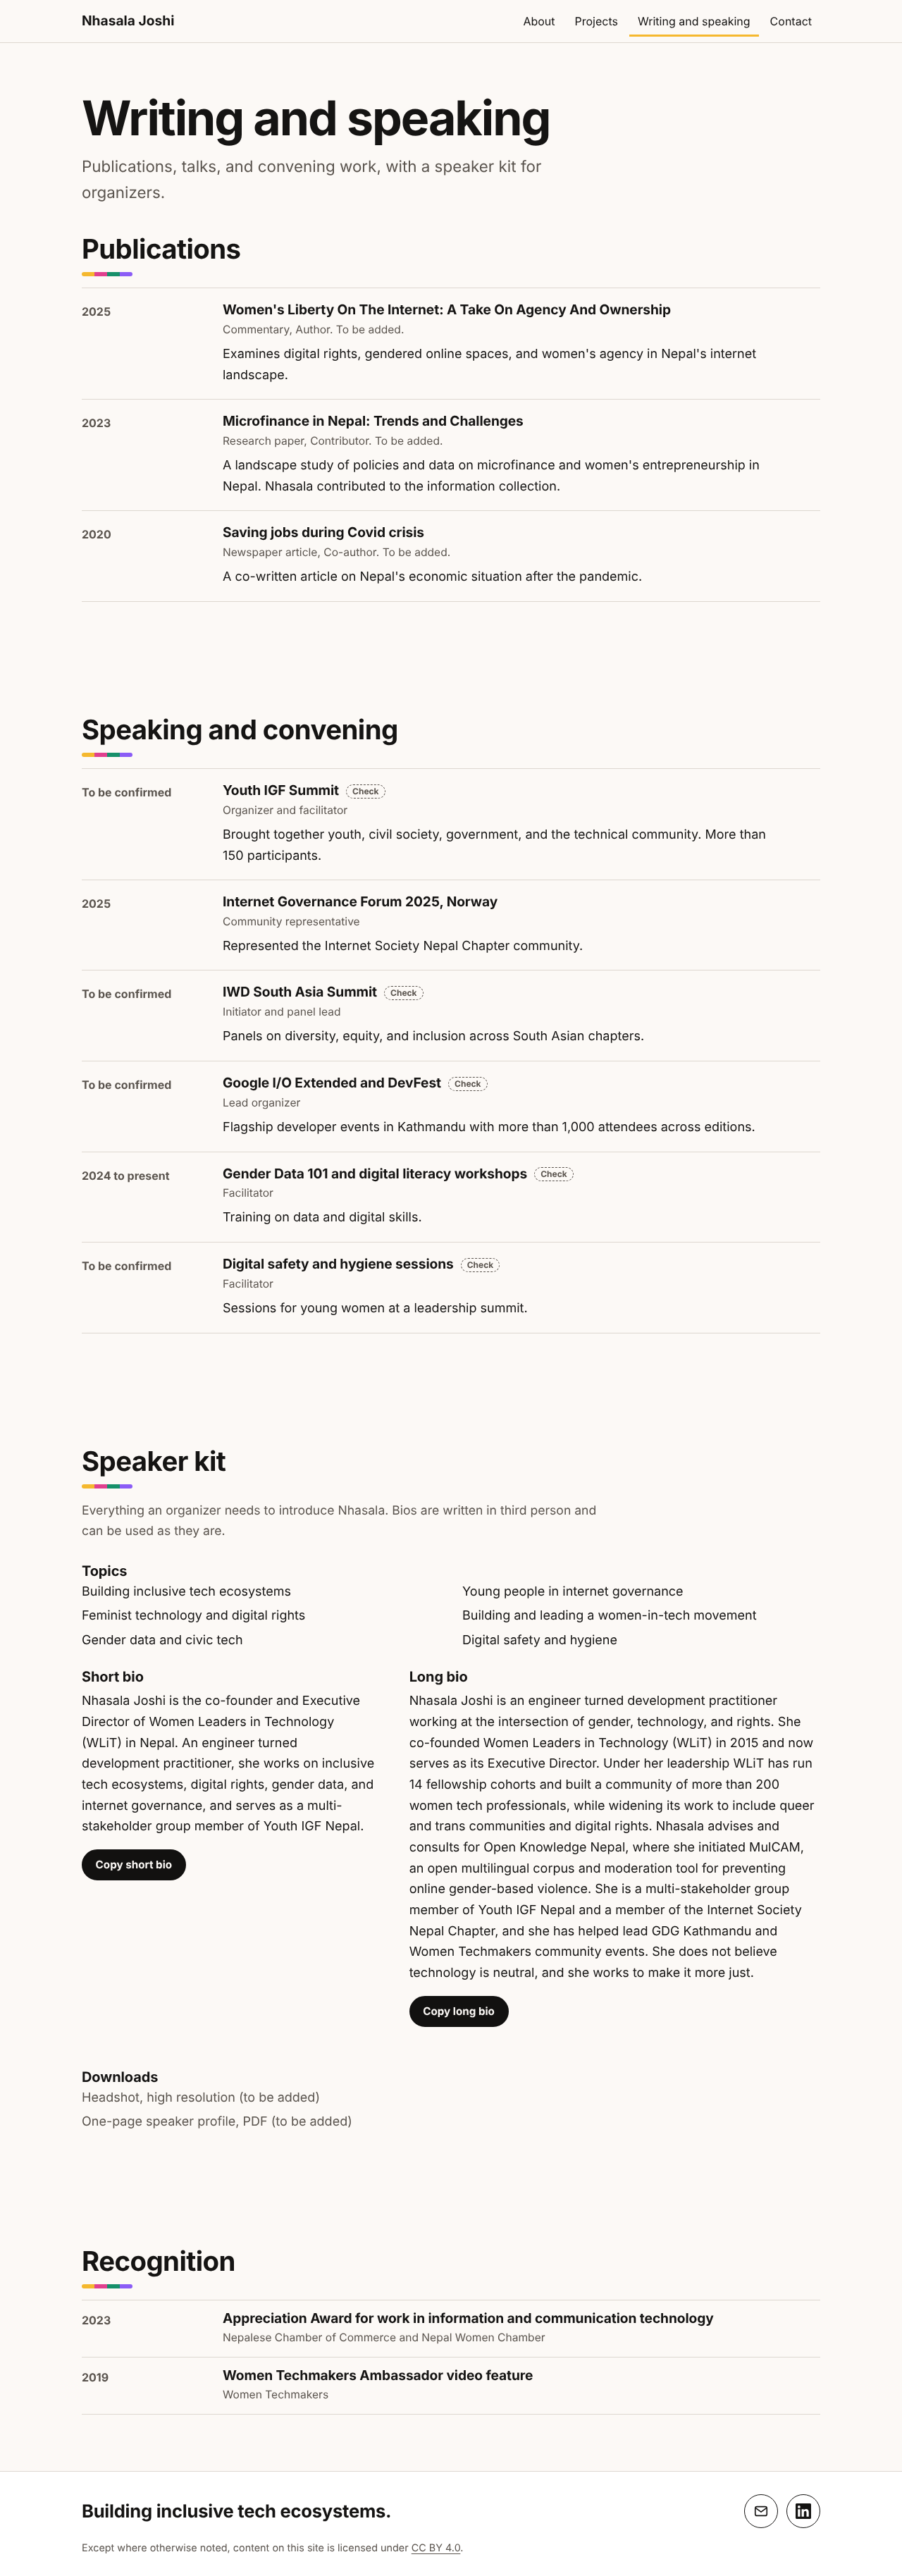 Nhasala Joshi
About
Projects
Writing and speaking
Contact
Writing and speaking
Publications, talks, and convening work, with a speaker kit for
organizers.
Publications
2025
Women's Liberty On The Internet: A Take On Agency And Ownership
Commentary, Author. To be added.
Examines digital rights, gendered online spaces, and women's agency in Nepal's internet
landscape.
2023
Microfinance in Nepal: Trends and Challenges
Research paper, Contributor. To be added.
A landscape study of policies and data on microfinance and women's entrepreneurship in
Nepal. Nhasala contributed to the information collection.
2020
Saving jobs during Covid crisis
Newspaper article, Co-author. To be added.
A co-written article on Nepal's economic situation after the pandemic.
Speaking and convening
To be confirmed
Youth IGF Summit Check
Organizer and facilitator
Brought together youth, civil society, government, and the technical community. More than
150 participants.
2025
Internet Governance Forum 2025, Norway
Community representative
Represented the Internet Society Nepal Chapter community.
To be confirmed
IWD South Asia Summit Check
Initiator and panel lead
Panels on diversity, equity, and inclusion across South Asian chapters.
To be confirmed
Google I/O Extended and DevFest Check
Lead organizer
Flagship developer events in Kathmandu with more than 1,000 attendees across editions.
2024 to present
Gender Data 101 and digital literacy workshops Check
Facilitator
Training on data and digital skills.
To be confirmed
Digital safety and hygiene sessions Check
Facilitator
Sessions for young women at a leadership summit.
Speaker kit
Everything an organizer needs to introduce Nhasala. Bios are written in third person and
can be used as they are.
Topics
Building inclusive tech ecosystems
Young people in internet governance
Feminist technology and digital rights
Building and leading a women-in-tech movement
Gender data and civic tech
Digital safety and hygiene
Short bio
Nhasala Joshi is the co-founder and Executive
Director of Women Leaders in Technology
(WLiT) in Nepal. An engineer turned
development practitioner, she works on inclusive
tech ecosystems, digital rights, gender data, and
internet governance, and serves as a multi-
stakeholder group member of Youth IGF Nepal.
Copy short bio
Long bio
Nhasala Joshi is an engineer turned development practitioner
working at the intersection of gender, technology, and rights. She
co-founded Women Leaders in Technology (WLiT) in 2015 and now
serves as its Executive Director. Under her leadership WLiT has run
14 fellowship cohorts and built a community of more than 200
women tech professionals, while widening its work to include queer
and trans communities and digital rights. Nhasala advises and
consults for Open Knowledge Nepal, where she initiated MulCAM,
an open multilingual corpus and moderation tool for preventing
online gender-based violence. She is a multi-stakeholder group
member of Youth IGF Nepal and a member of the Internet Society
Nepal Chapter, and she has helped lead GDG Kathmandu and
Women Techmakers community events. She does not believe
technology is neutral, and she works to make it more just.
Copy long bio
Downloads
Headshot, high resolution (to be added)
One-page speaker profile, PDF (to be added)
Recognition
2023
Appreciation Award for work in information and communication technology
Nepalese Chamber of Commerce and Nepal Women Chamber
2019
Women Techmakers Ambassador video feature
Women Techmakers
Building inclusive tech ecosystems.
in
Except where otherwise noted, content on this site is licensed under CC BY 4.0.